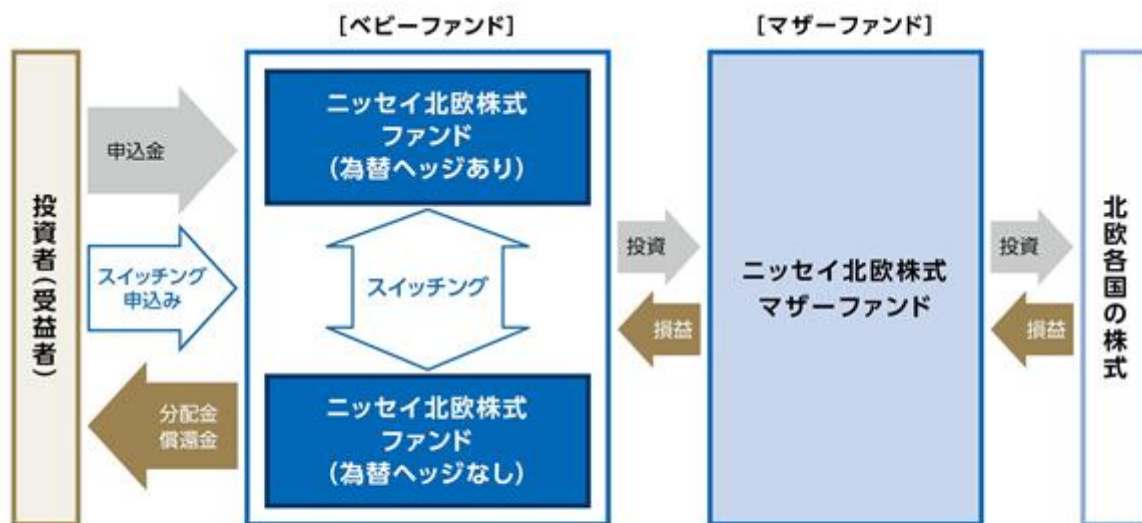 [ベビーファンド]
[マザーファンド]
投資者(受益者)
申込金
スイッチング
申込み
分配金
償還金
ニッセイ北欧株式
ファンド
(為替ヘッジあり)
スイッチング
ニッセイ北欧株式
ファンド
(為替ヘッジなし)
投資
損益
ニッセイ北欧株式
マザーファンド
投資
損益
北欧各国の株式